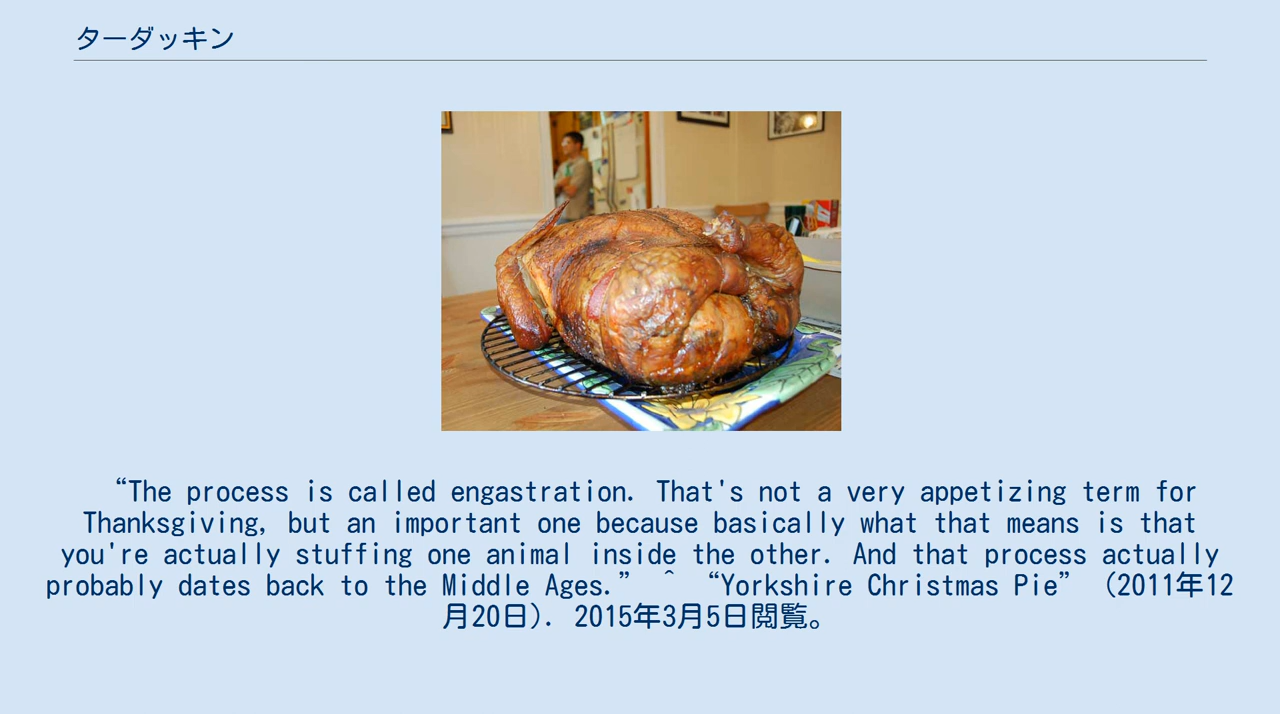 ターダッキン
“The process is called engastration. That's not a very appetizing term for
Thanksgiving, but an important one because basically what that means is that
you're actually stuffing one animal inside the other. And that process actually
probably dates back to the Middle Ages.” ^ “Yorkshire Christmas Pie” (2011年12
月20日). 2015年3月5日閲覧。